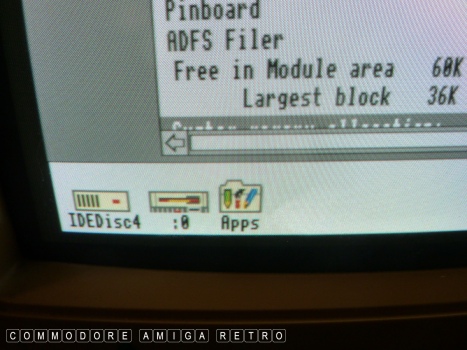 Pinboard
ADFS Filer
Free in Module area 60K
Largest block 36K
IDEDisc4 :0 Apps
COMMODORE AMIGA RETRO